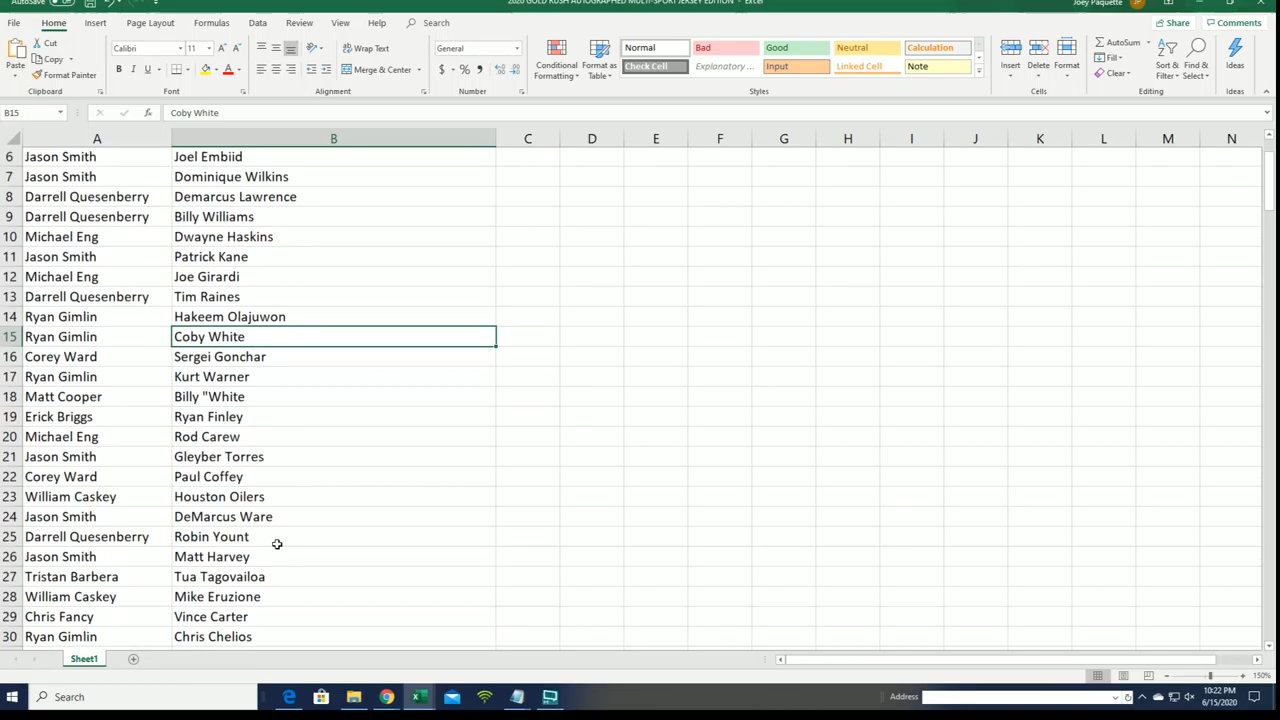 AutoSave
2020 GOLD RUSH AUTOGRAPHED MULTI-SPORT JERSEY EDITION - Excel
Joey Paquette
JP
File Home Insert Page Layout Formulas Data Review View Help Search Share Comments
Paste Cut Copy Format Painter Clipboard
Calibri 11 Font
Wrap Text Merge & Center Alignment
General Number
Conditional Formatting Format as Table
Normal Bad Good Neutral Calculation
Check Cell Explanatory ... Input Linked Cell Note
Styles
Insert Delete Format Cells
AutoSum Fill Clear Sort & Filter Find & Select Editing
Ideas Ideas
B15 fx Coby White
A B C D E F G H I J K L M N
6 Jason Smith Joel Embiid
7 Jason Smith Dominique Wilkins
8 Darrell Quesenberry Demarcus Lawrence
9 Darrell Quesenberry Billy Williams
10 Michael Eng Dwayne Haskins
11 Jason Smith Patrick Kane
12 Michael Eng Joe Girardi
13 Darrell Quesenberry Tim Raines
14 Ryan Gimlin Hakeem Olajuwon
15 Ryan Gimlin Coby White
16 Corey Ward Sergei Gonchar
17 Ryan Gimlin Kurt Warner
18 Matt Cooper Billy "White
19 Erick Briggs Ryan Finley
20 Michael Eng Rod Carew
21 Jason Smith Gleyber Torres
22 Corey Ward Paul Coffey
23 William Caskey Houston Oilers
24 Jason Smith DeMarcus Ware
25 Darrell Quesenberry Robin Yount
26 Jason Smith Matt Harvey
27 Tristan Barbera Tua Tagovailoa
28 William Caskey Mike Eruzione
29 Chris Fancy Vince Carter
30 Ryan Gimlin Chris Chelios
Sheet1
150%
Search
Address
10:22 PM
6/15/2020